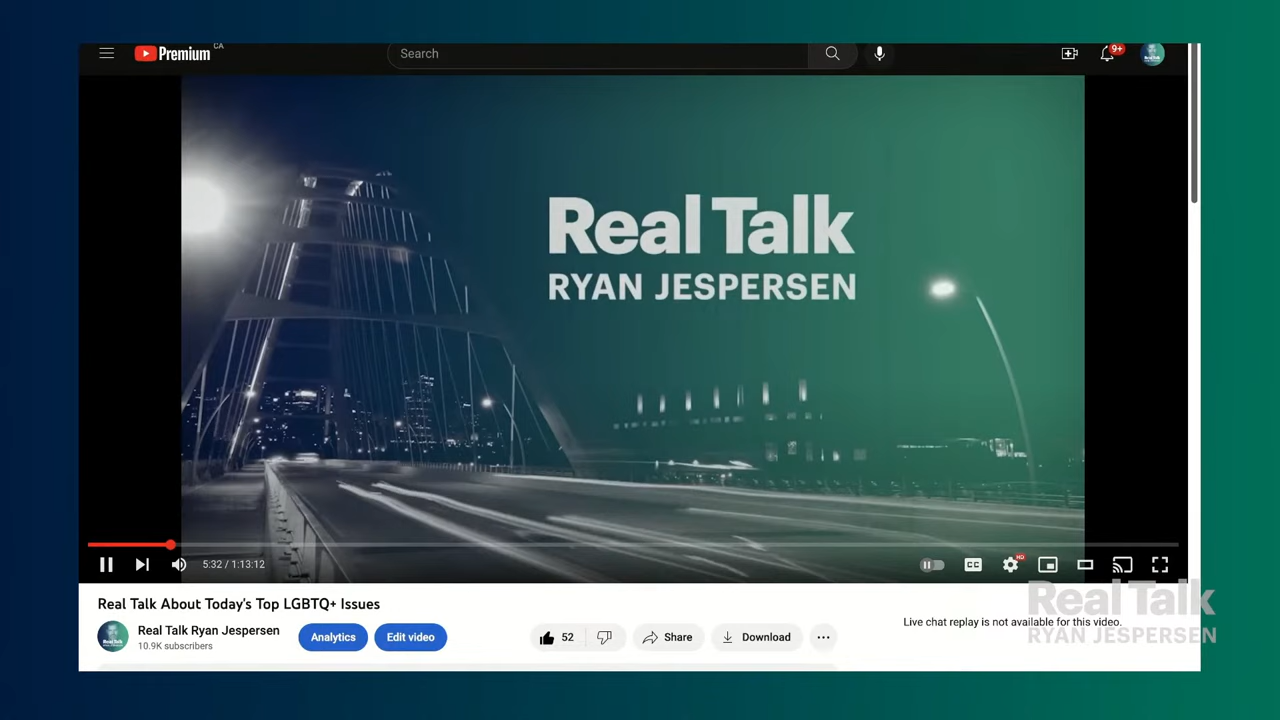 Premium CA
Search
9+
Real Talk
RYAN JESPERSEN
5:32 / 1:13:12
CC
HD
Real Talk About Today's Top LGBTQ+ Issues
Real Talk Ryan Jespersen
10.9K subscribers
Analytics
Edit video
52
Share
Download
Live chat replay is not available for this video.
Real Talk
RYAN JESPERSEN